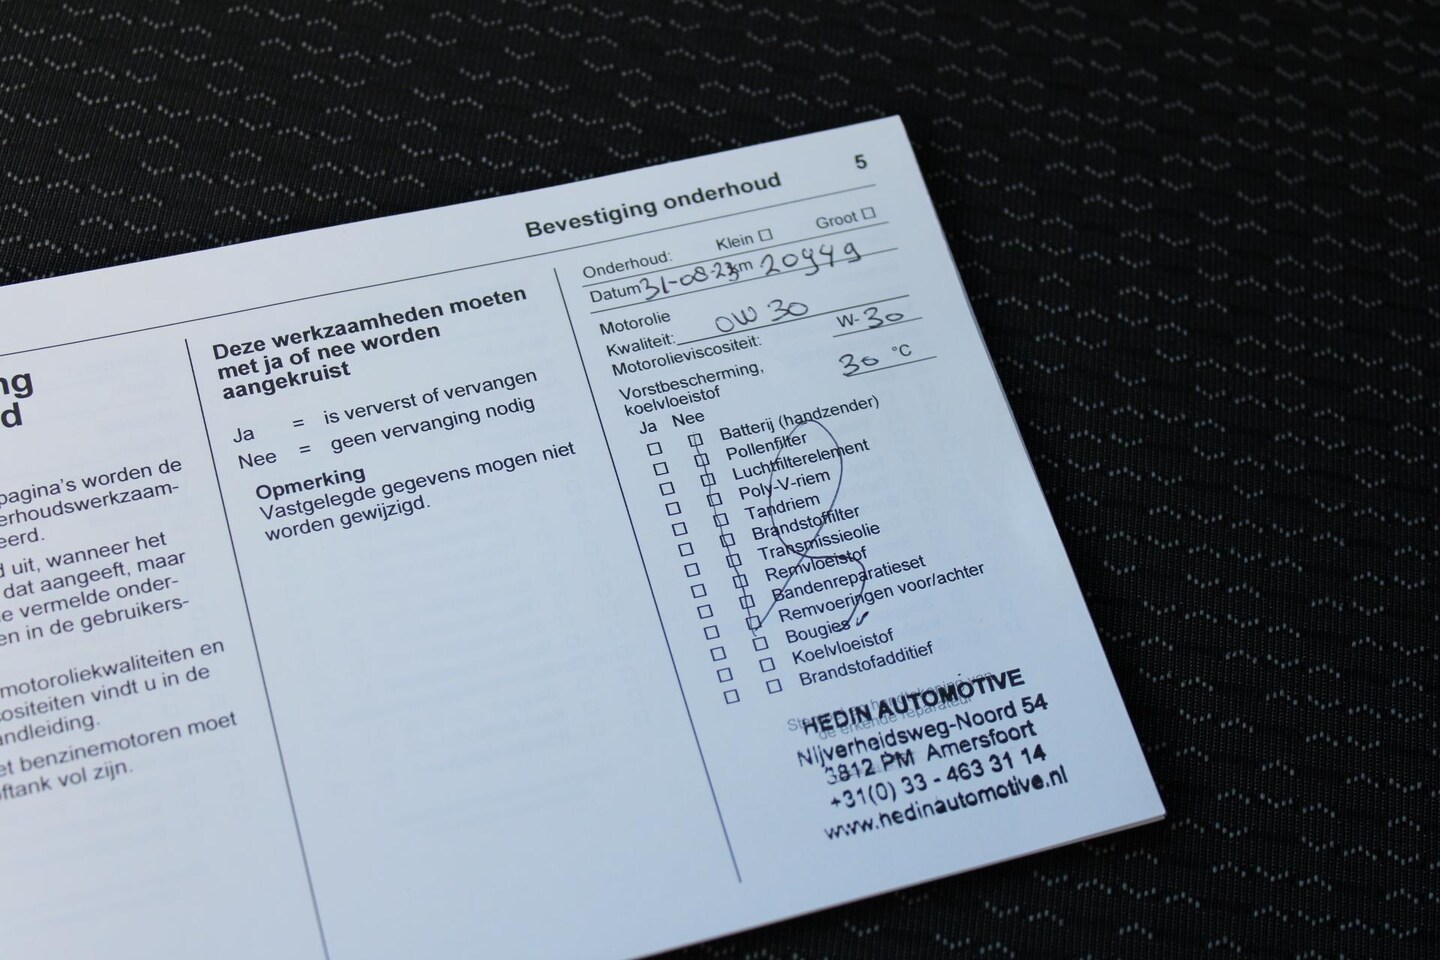 Bevestiging onderhoud 5
ng
d
pagina's worden de
erhoudswerkzaam-
eerd.
d uit, wanneer het
dat aangeeft, maar
e vermelde onder-
en in de gebruikers-
motoroliekwaliteiten en
ositeiten vindt u in de
andleiding.
et benzinemotoren moet
oftank vol zijn.
Deze werkzaamheden moeten
met ja of nee worden
aangekruist
Ja = is ververst of vervangen
Nee = geen vervanging nodig
Opmerking
Vastgelegde gegevens mogen niet
worden gewijzigd.
Onderhoud: Klein Groot
Datum 31-08-23 km 20949
Motorolie
Kwaliteit: 0W 30
Motorolieviscositeit: W-30
Vorstbescherming,
koelvloeistof 30 °C
Ja Nee
Batterij (handzender)
Pollenfilter
Luchtfilterelement
Poly-V-riem
Tandriem
Brandstoffilter
Transmissieolie
Remvloeistof
Bandenreparatieset
Remvoeringen voor/achter
Bougies
Koelvloeistof
Brandstofadditief
HEDIN AUTOMOTIVE
Nijverheidsweg-Noord 54
3812 PM Amersfoort
+31(0) 33 - 463 31 14
www.hedinautomotive.nl